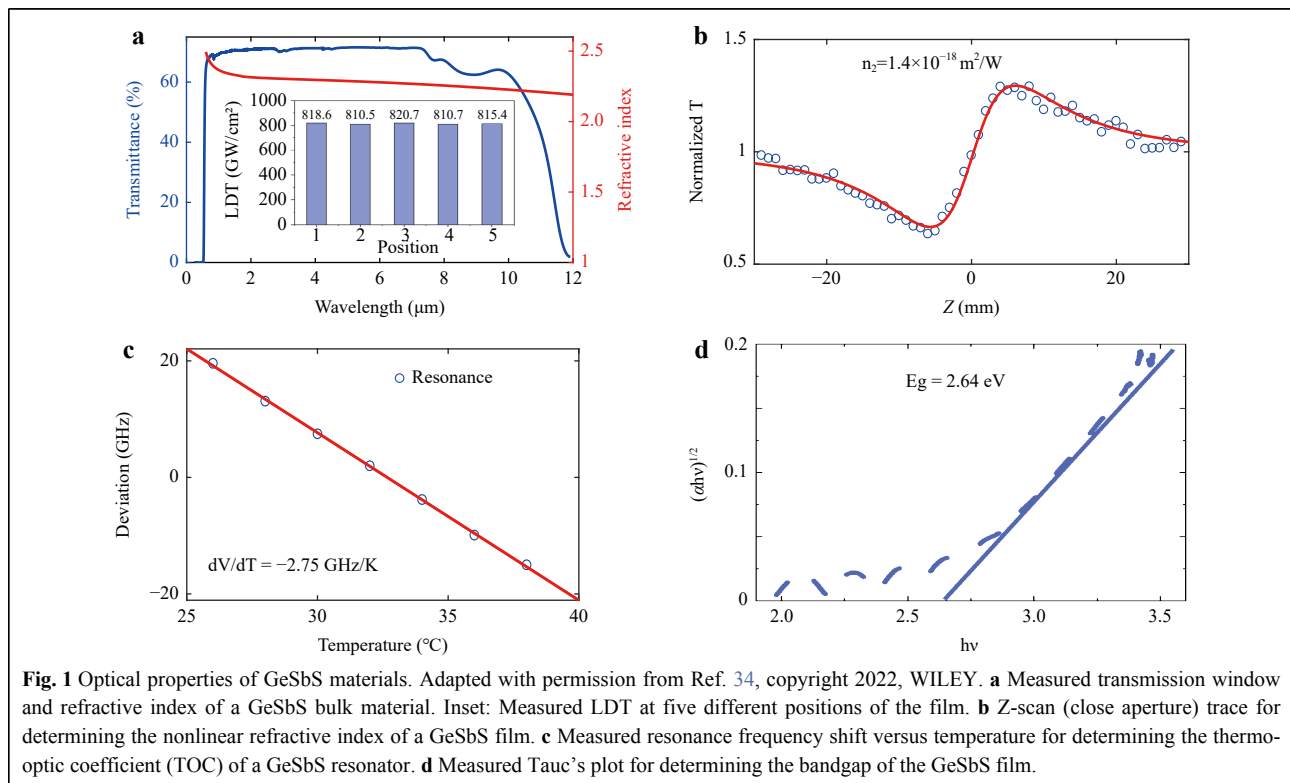 a
Transmittance (%)
60
40
20
0
LDT (GW/cm²)
1000
800
600
400
200
0
818.6 810.5 820.7 810.7 815.4
1 2 3 4 5
Position
2.5
2
1.5
1
Refractive index
0 2 4 6 8 10 12
Wavelength (μm)
b
n₂=1.4×10⁻¹⁸ m²/W
Normalized T
1.5
1
0.5
−20 0 20
Z (mm)
c
Resonance
Deviation (GHz)
20
0
−20
dV/dT = −2.75 GHz/K
25 30 35 40
Temperature (°C)
d
Eg = 2.64 eV
(αhν)¹/²
0.2
0.1
0
2.0 2.5 3.0 3.5
hν
Fig. 1 Optical properties of GeSbS materials. Adapted with permission from Ref. 34, copyright 2022, WILEY. a Measured transmission window
and refractive index of a GeSbS bulk material. Inset: Measured LDT at five different positions of the film. b Z-scan (close aperture) trace for
determining the nonlinear refractive index of a GeSbS film. c Measured resonance frequency shift versus temperature for determining the thermo-
optic coefficient (TOC) of a GeSbS resonator. d Measured Tauc's plot for determining the bandgap of the GeSbS film.